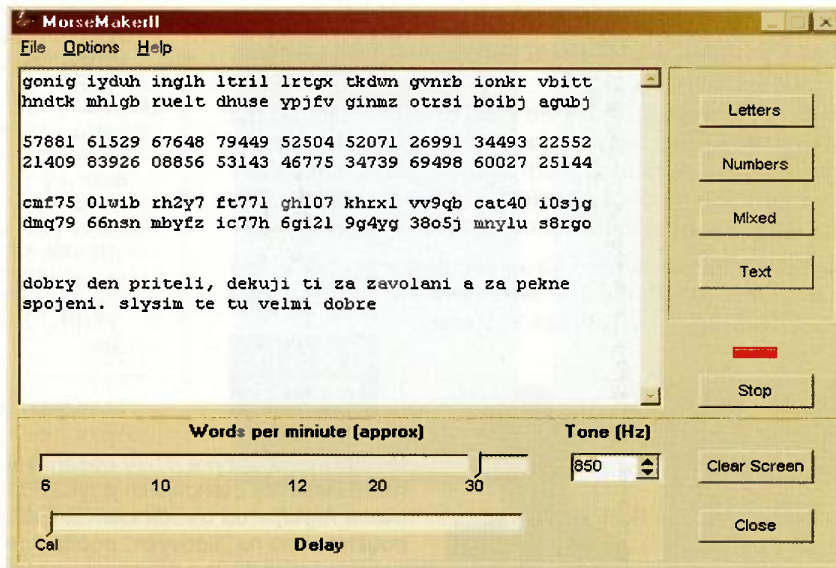 MorseMakerII
File Options Help
gonig iyduh inglh ltril lrtgx tkdwn gvnrb ionkr vbitt
hndtk mhlgb ruelt dhuse ypjfv ginmz otrsi boibj agubj
57881 61529 67648 79449 52504 52071 26991 34493 22552
21409 83926 08856 53143 46775 34739 69498 60027 25144
cmf75 0lwib rh2y7 ft771 gh107 khrxl vv9qb cat40 i0sjg
dmq79 66nsn mbyfz ic77h 6gi2l 9g4yg 38o5j mnylu s8rgo
dobry den priteli, dekuji ti za zavolani a za pekne
spojeni. slysim te tu velmi dobre
Letters
Numbers
Mixed
Text
Stop
Words per miniute (approx)
6 10 12 20 30
Cal Delay
Tone (Hz)
850
Clear Screen
Close